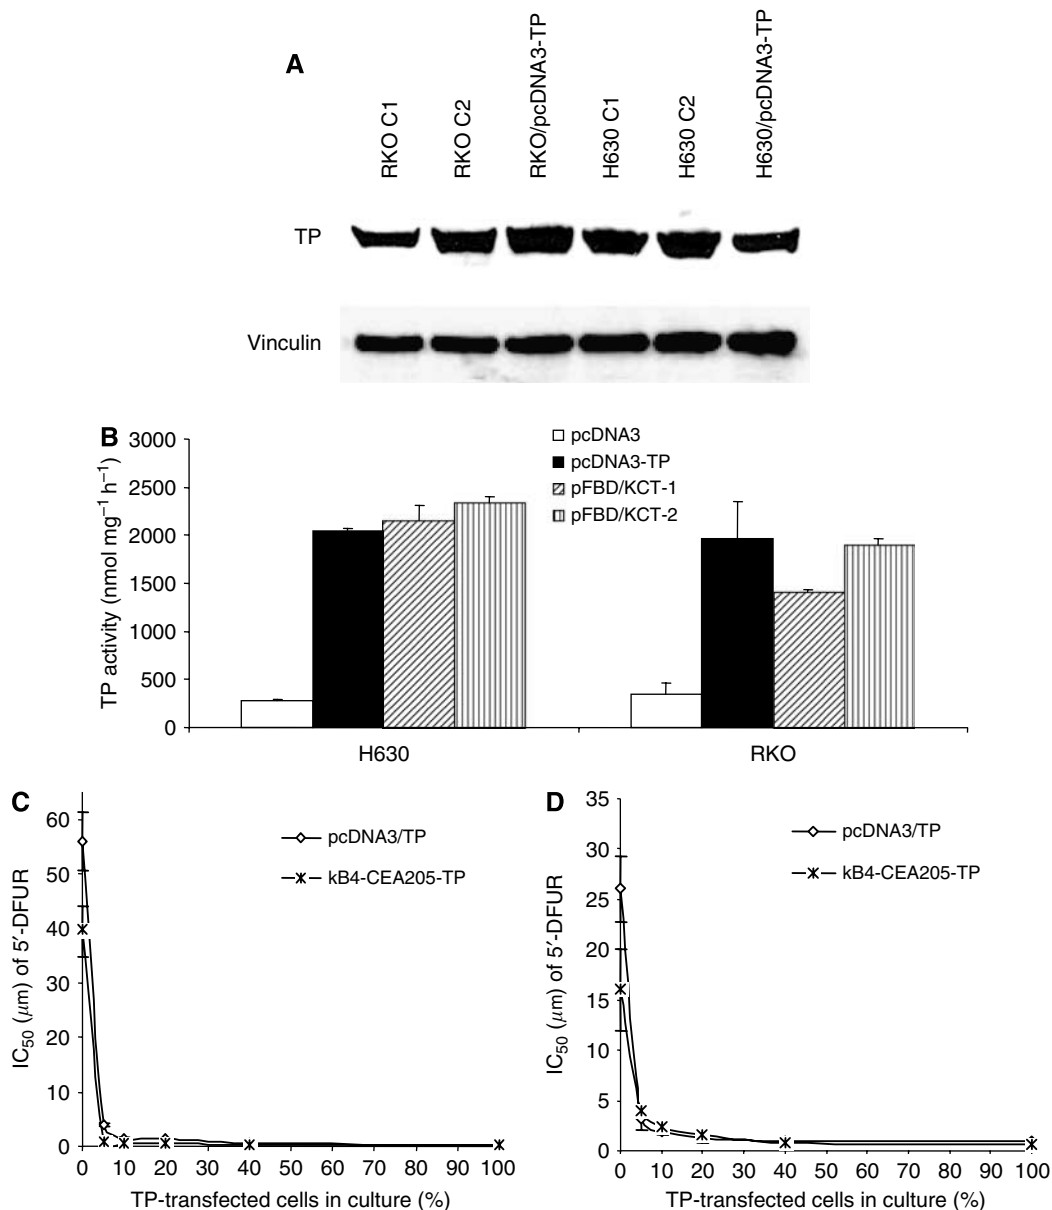 A
RKO C1
RKO C2
RKO/pcDNA3-TP
H630 C1
H630 C2
H630/pcDNA3-TP
TP
Vinculin
B
TP activity (nmol mg⁻¹ h⁻¹)
3000
2500
2000
1500
1000
500
0
pcDNA3
pcDNA3-TP
pFBD/KCT-1
pFBD/KCT-2
H630
RKO
C
IC₅₀ (μm) of 5′-DFUR
60
50
40
30
20
10
0
pcDNA3/TP
kB4-CEA205-TP
0 10 20 30 40 50 60 70 80 90 100
TP-transfected cells in culture (%)
D
IC₅₀ (μm) of 5′-DFUR
35
30
25
20
15
10
5
0
pcDNA3/TP
kB4-CEA205-TP
0 10 20 30 40 50 60 70 80 90 100
TP-transfected cells in culture (%)